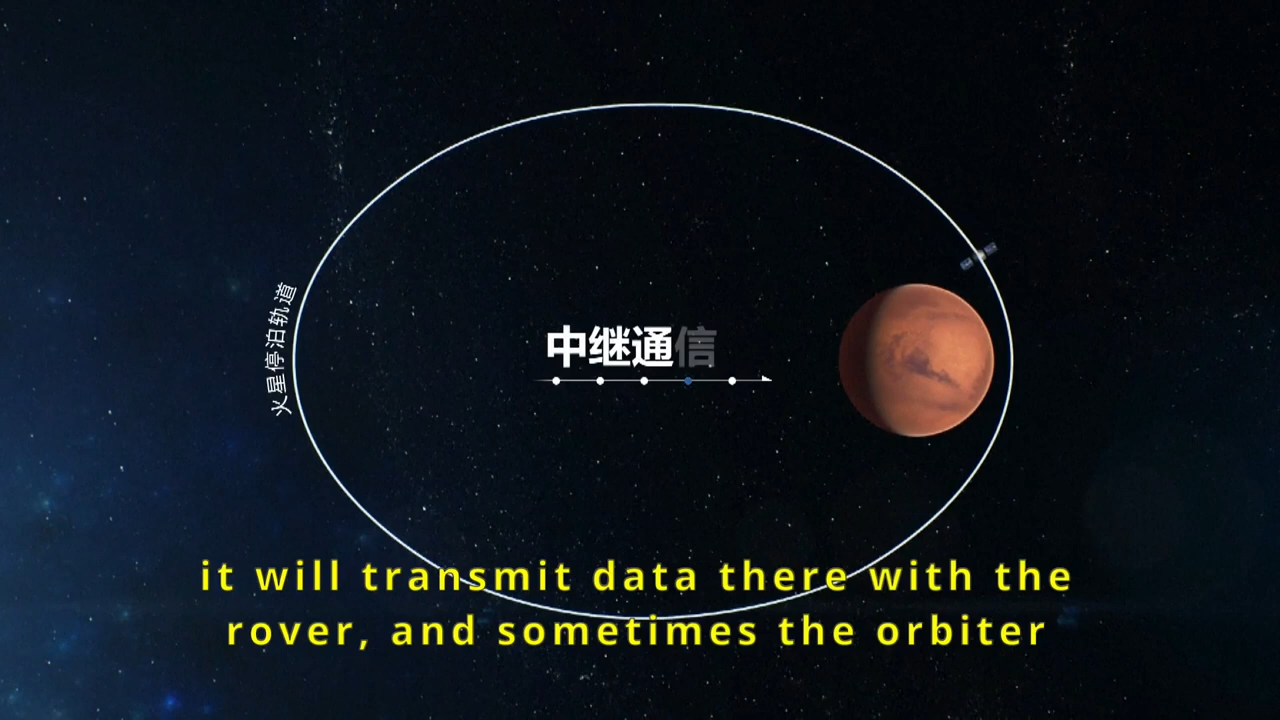 火星停泊轨道
中继通信
it will transmit data there with the
rover, and sometimes the orbiter